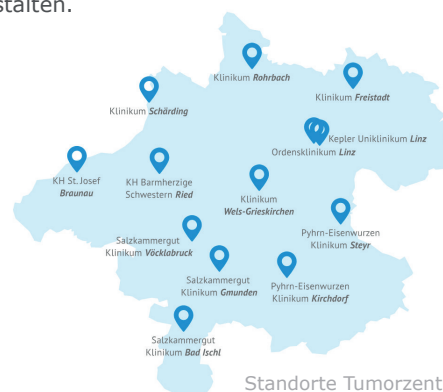 stalten.
Klinikum Rohrbach
Klinikum Freistadt
Klinikum Schärding
Kepler Uniklinikum Linz
Ordensklinikum Linz
KH St. Josef
Braunau
KH Barmherzige
Schwestern Ried
Klinikum
Wels-Grieskirchen
Pyhrn-Eisenwurzen
Klinikum Steyr
Salzkammergut
Klinikum Vöcklabruck
Salzkammergut
Klinikum Gmunden
Pyhrn-Eisenwurzen
Klinikum Kirchdorf
Salzkammergut
Klinikum Bad Ischl
Standorte Tumorzent